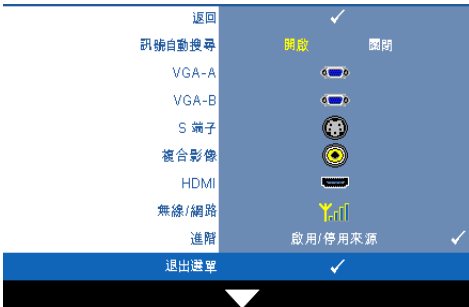 返回
訊號自動搜尋 開啟 關閉
VGA-A
VGA-B
S 端子
複合影像
HDMI
無線/網路
進階 啟用/停用來源
退出選單